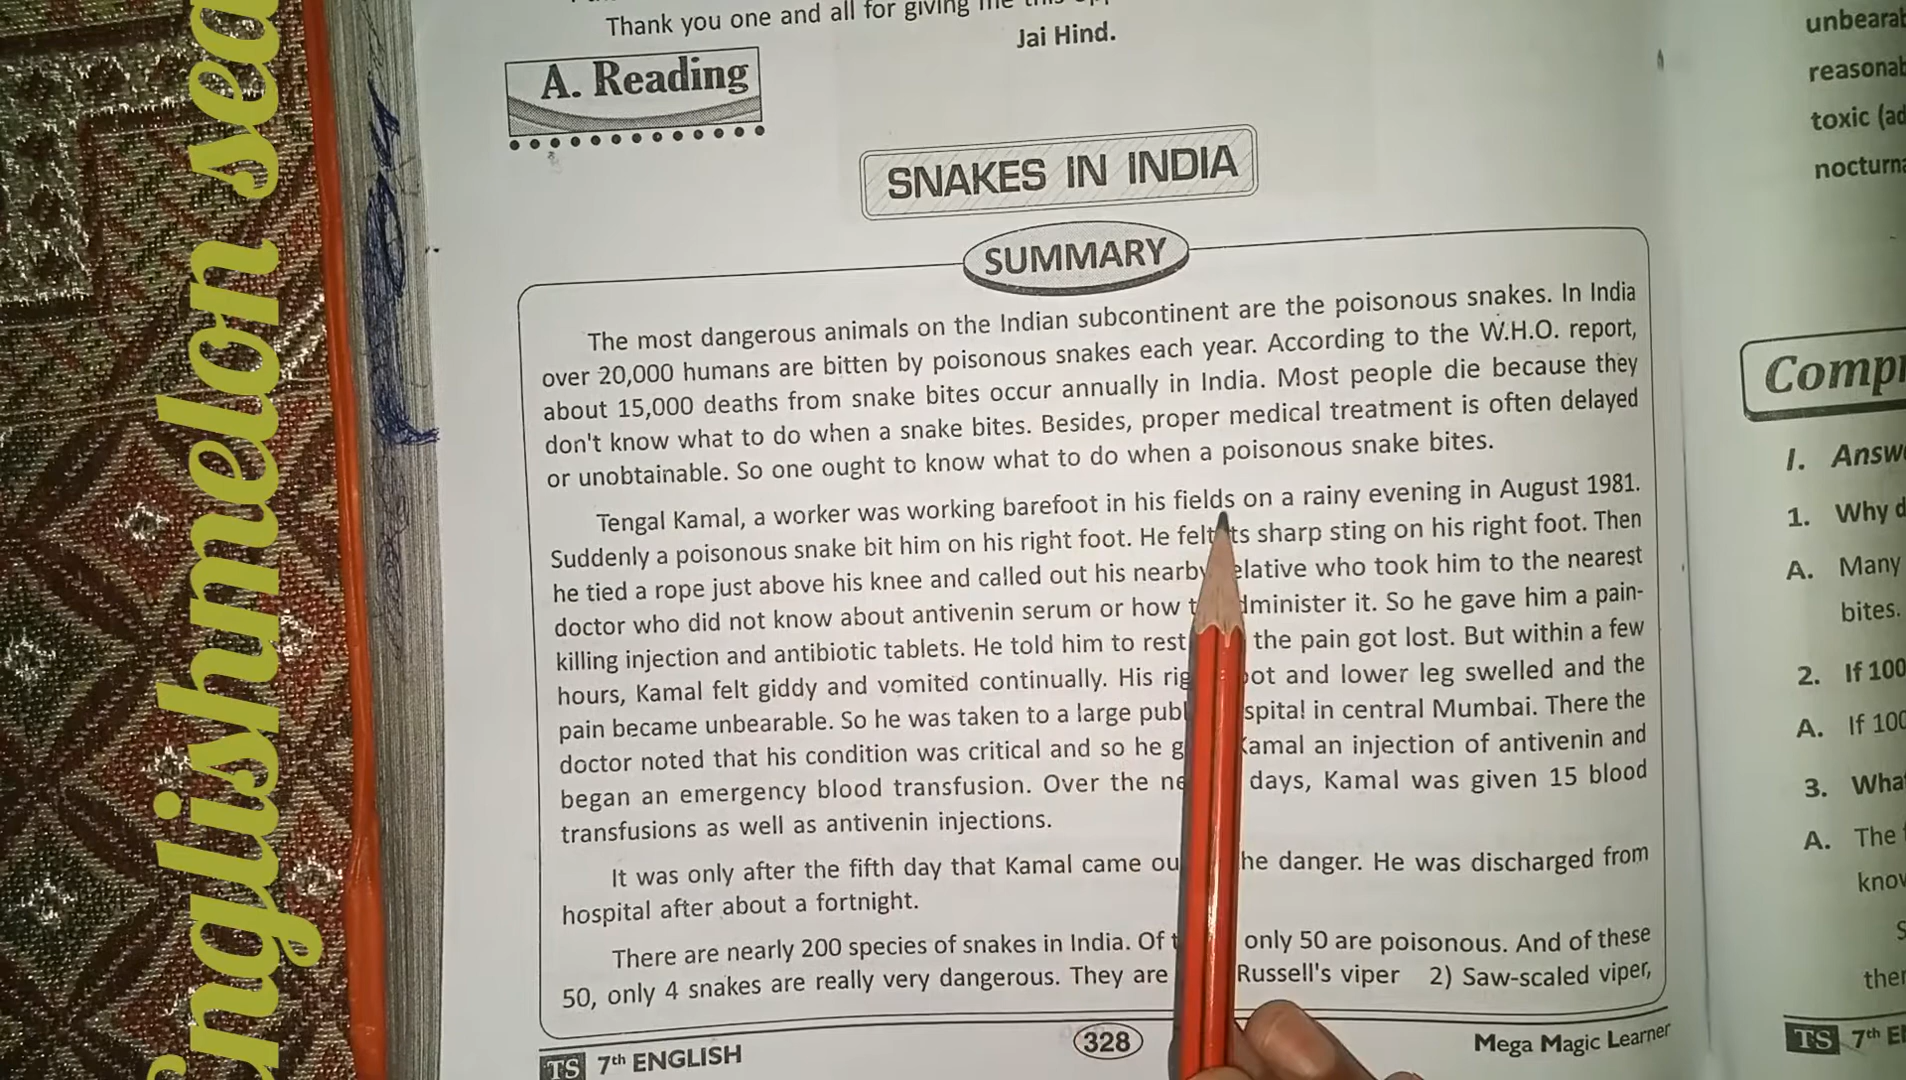 Thank you one and all for giving me this
Jai Hind.
A. Reading
SNAKES IN INDIA
SUMMARY
The most dangerous animals on the Indian subcontinent are the poisonous snakes. In India
over 20,000 humans are bitten by poisonous snakes each year. According to the W.H.O. report,
about 15,000 deaths from snake bites occur annually in India. Most people die because they
don't know what to do when a snake bites. Besides, proper medical treatment is often delayed
or unobtainable. So one ought to know what to do when a poisonous snake bites.
Tengal Kamal, a worker was working barefoot in his fields on a rainy evening in August 1981.
Suddenly a poisonous snake bit him on his right foot. He felt its sharp sting on his right foot. Then
he tied a rope just above his knee and called out his nearby relative who took him to the nearest
doctor who did not know about antivenin serum or how to administer it. So he gave him a pain-
killing injection and antibiotic tablets. He told him to rest the pain got lost. But within a few
hours, Kamal felt giddy and vomited continually. His right foot and lower leg swelled and the
pain became unbearable. So he was taken to a large public hospital in central Mumbai. There the
doctor noted that his condition was critical and so he gave Kamal an injection of antivenin and
began an emergency blood transfusion. Over the days, Kamal was given 15 blood
transfusions as well as antivenin injections.
It was only after the fifth day that Kamal came out the danger. He was discharged from
hospital after about a fortnight.
There are nearly 200 species of snakes in India. Of only 50 are poisonous. And of these
50, only 4 snakes are really very dangerous. They are Russell's viper 2) Saw-scaled viper,
TS 7th ENGLISH
328
Mega Magic Learner
toxic
Comp
I. Answ
1. Why d
A. Many
bites.
2. If 100
A. If 100
3. What
A. The
TS 7th E
Englishmelon sea